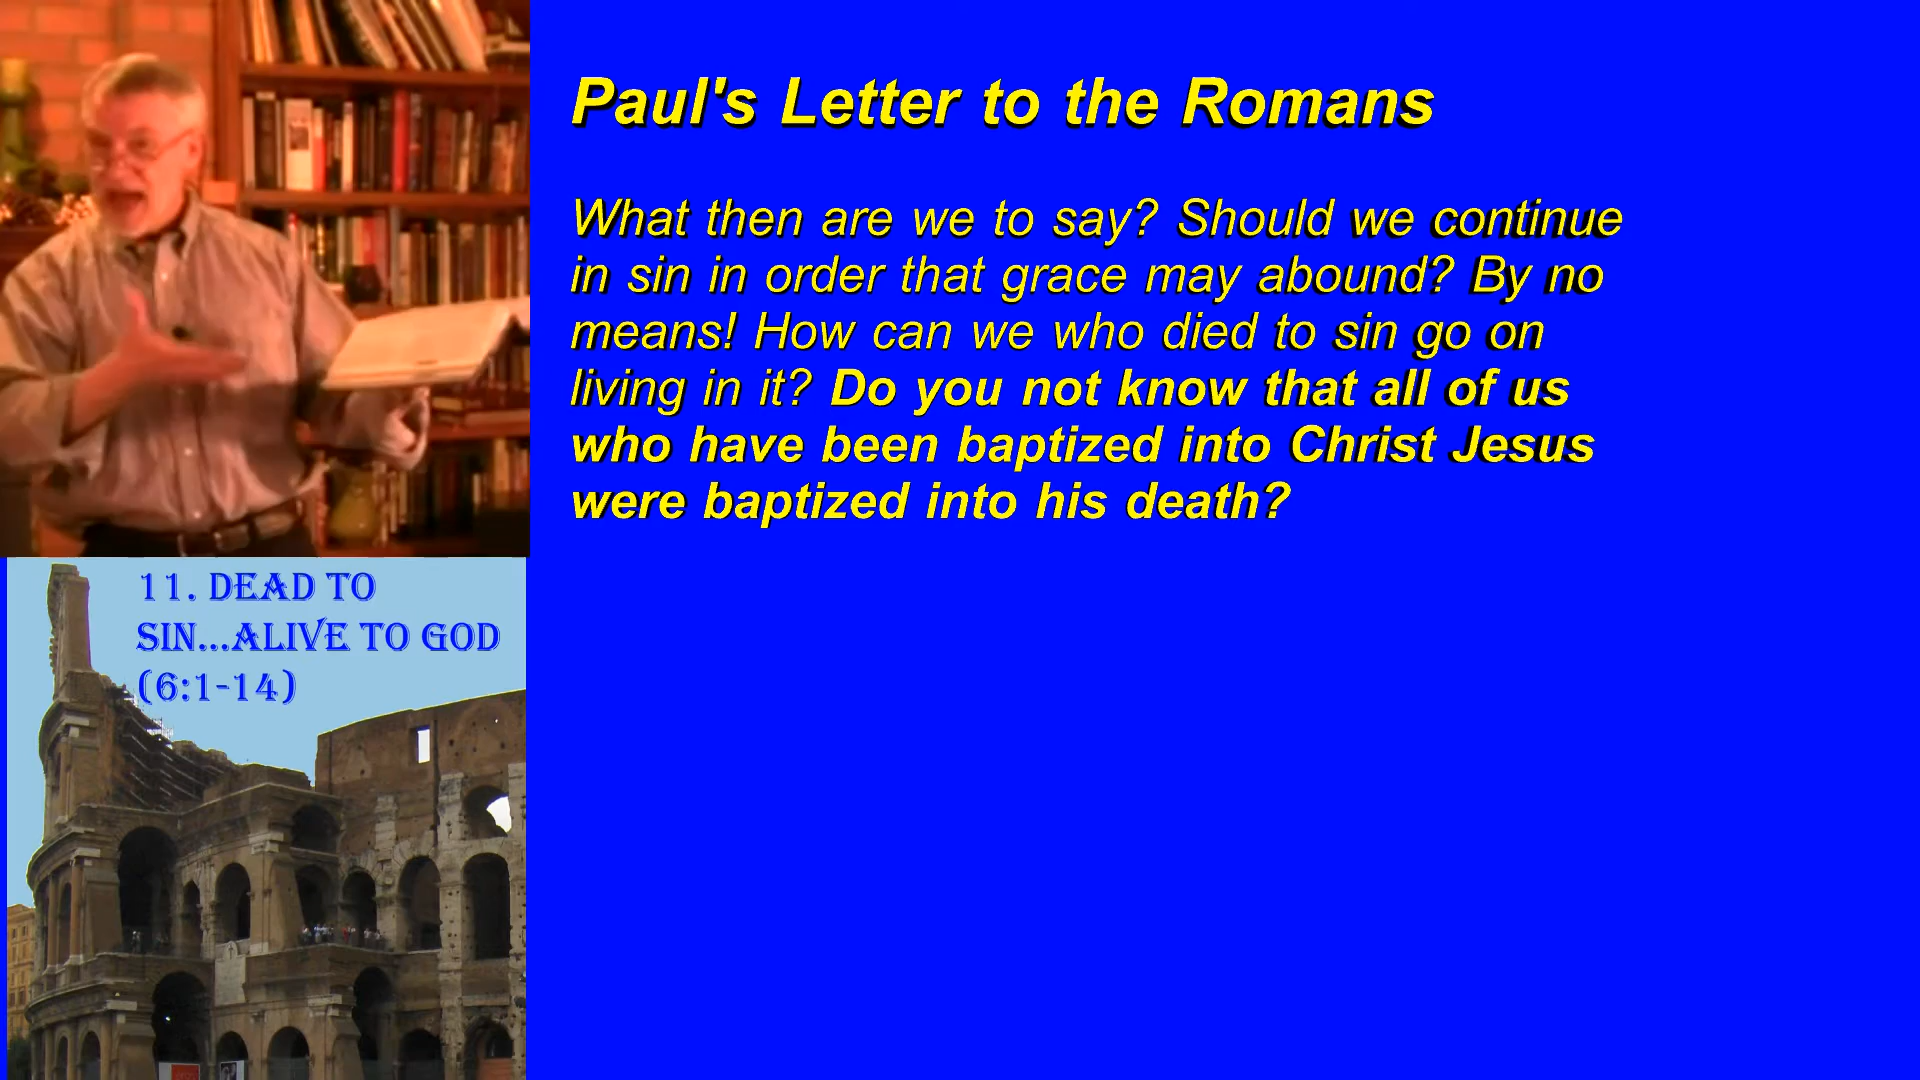 Paul's Letter to the Romans
What then are we to say? Should we continue
in sin in order that grace may abound? By no
means! How can we who died to sin go on
living in it? Do you not know that all of us
who have been baptized into Christ Jesus
were baptized into his death?
11. DEAD TO
SIN...ALIVE TO GOD
(6:1-14)